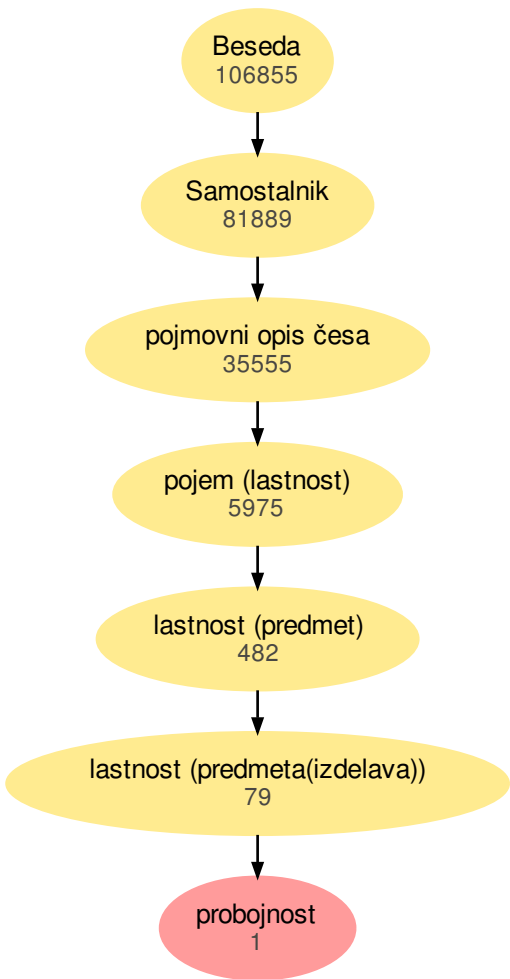 Beseda
106855
Samostalnik
81889
pojmovni opis česa
35555
pojem (lastnost)
5975
lastnost (predmet)
482
lastnost (predmeta(izdelava))
79
probojnost
1